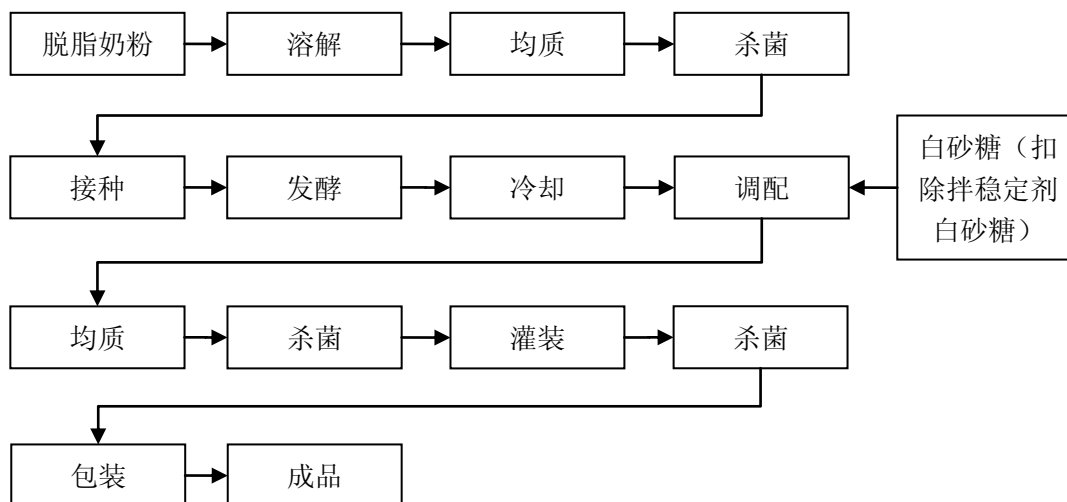 脱脂奶粉
溶解
均质
杀菌
接种
发酵
冷却
调配
白砂糖（扣
除拌稳定剂
白砂糖）
均质
杀菌
灌装
杀菌
包装
成品